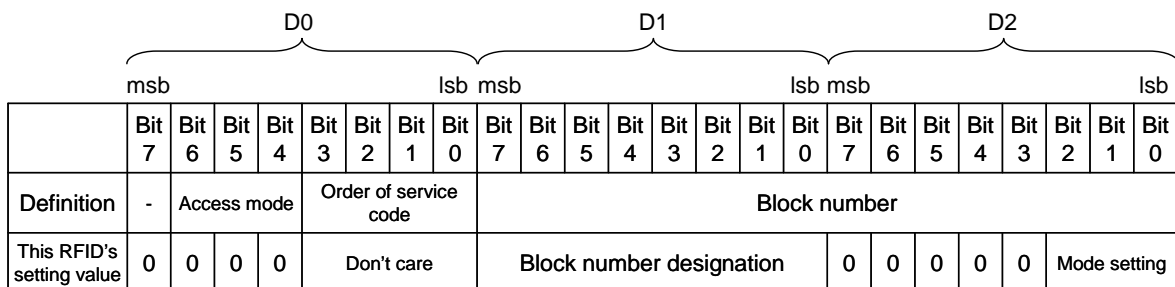 D0 D1 D2
msb lsb msb lsb msb lsb
Bit 7 Bit 6 Bit 5 Bit 4 Bit 3 Bit 2 Bit 1 Bit 0 Bit 7 Bit 6 Bit 5 Bit 4 Bit 3 Bit 2 Bit 1 Bit 0 Bit 7 Bit 6 Bit 5 Bit 4 Bit 3 Bit 2 Bit 1 Bit 0
Definition - Access mode Order of service code Block number
This RFID's setting value 0 0 0 0 Don't care Block number designation 0 0 0 0 0 Mode setting